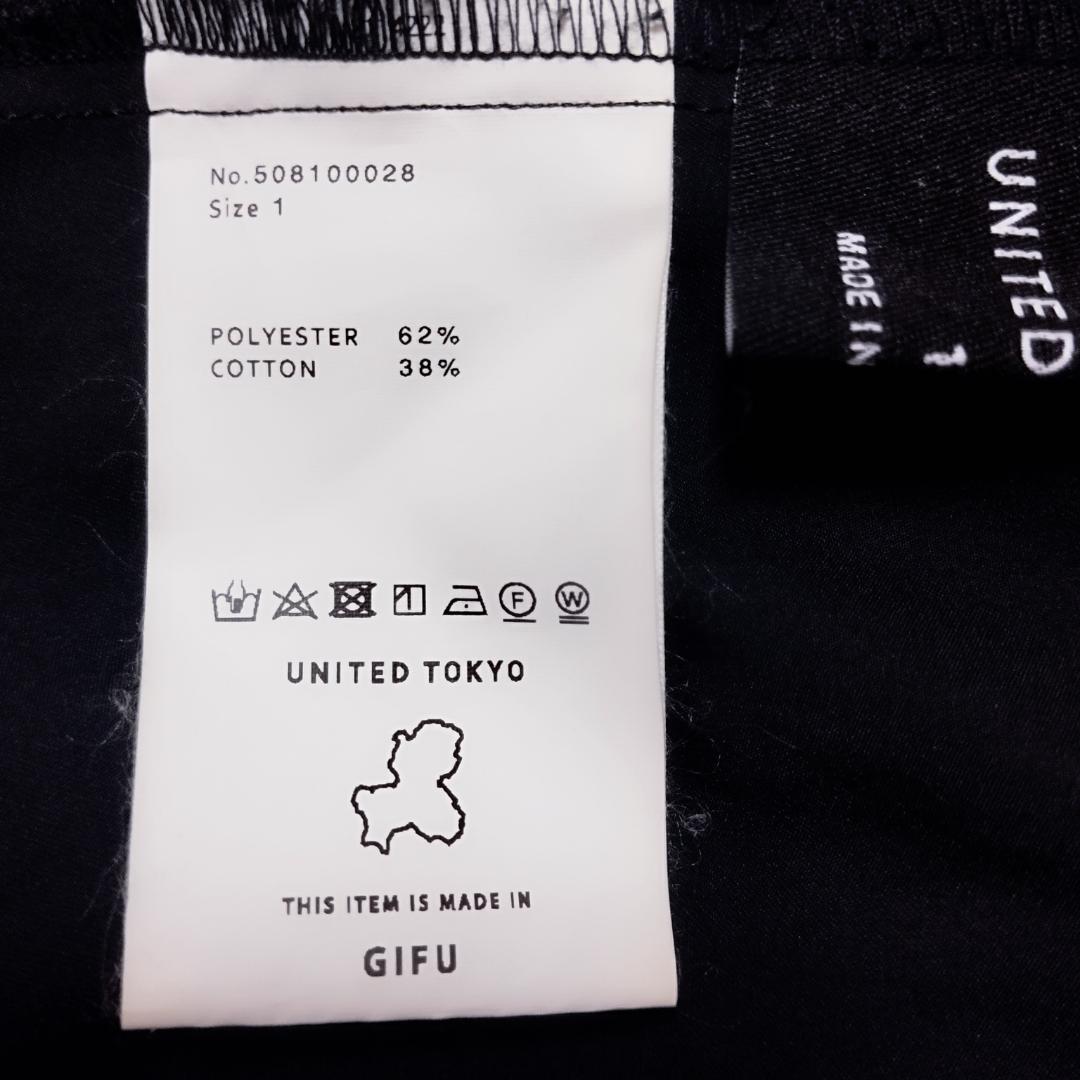 No.508100028
Size 1
POLYESTER 62%
COTTON 38%
F W
UNITED TOKYO
THIS ITEM IS MADE IN
GIFU
UNITED
MADE IN
1